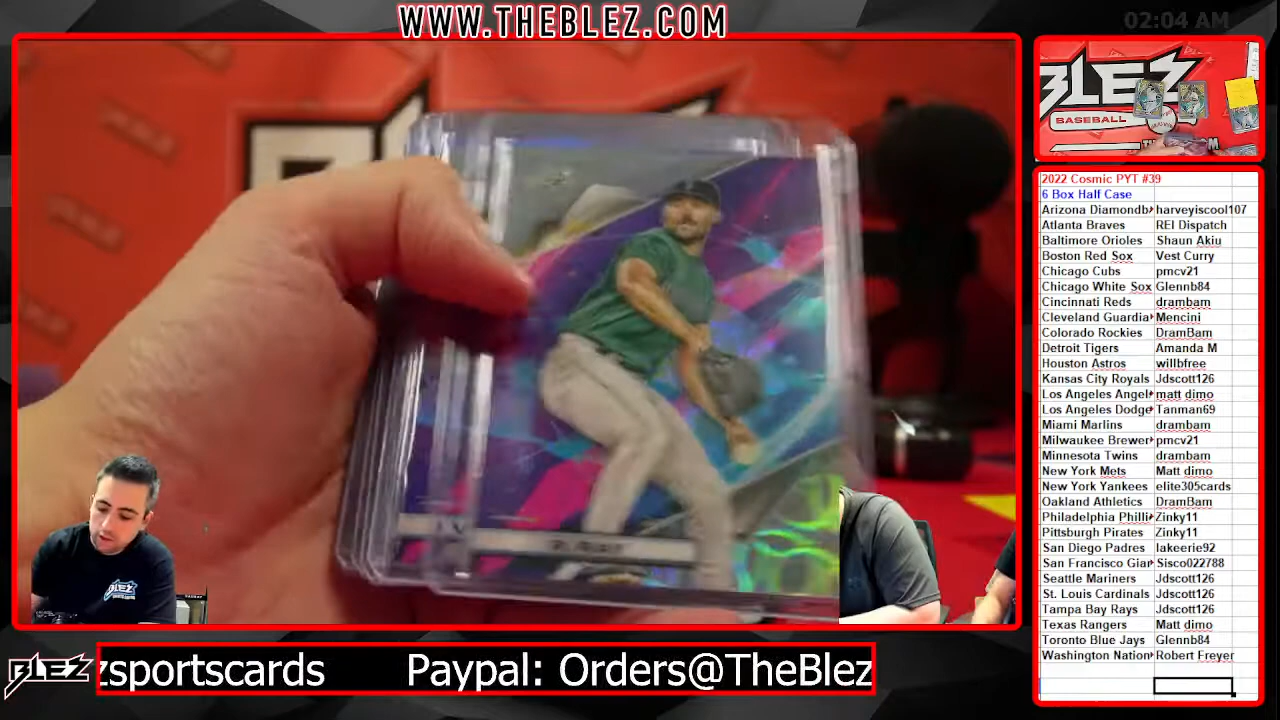 WWW.THEBLEZ.COM
02:04 AM
BLEZ
BASEBALL
2022 Cosmic PYT #39
6 Box Half Case
Arizona Diamondb harveyiscool107
Atlanta Braves REI Dispatch
Baltimore Orioles Shaun Akiu
Boston Red Sox Vest Curry
Chicago Cubs pmcv21
Chicago White Sox Glennb84
Cincinnati Reds drambam
Cleveland Guardia Mencini
Colorado Rockies DramBam
Detroit Tigers Amanda M
Houston Astros willbfree
Kansas City Royals Jdscott126
Los Angeles Angel matt dimo
Los Angeles Dodge Tanman69
Miami Marlins drambam
Milwaukee Brewer pmcv21
Minnesota Twins drambam
New York Mets Matt dimo
New York Yankees elite305cards
Oakland Athletics DramBam
Philadelphia Philli Zinky11
Pittsburgh Pirates Zinky11
San Diego Padres lakeerie92
San Francisco Gian Sisco022788
Seattle Mariners Jdscott126
St. Louis Cardinals Jdscott126
Tampa Bay Rays Jdscott126
Texas Rangers Matt dimo
Toronto Blue Jays Glennb84
Washington Nation Robert Freyer
BLEZ
BLEZ zsportscards Paypal: Orders@TheBlez